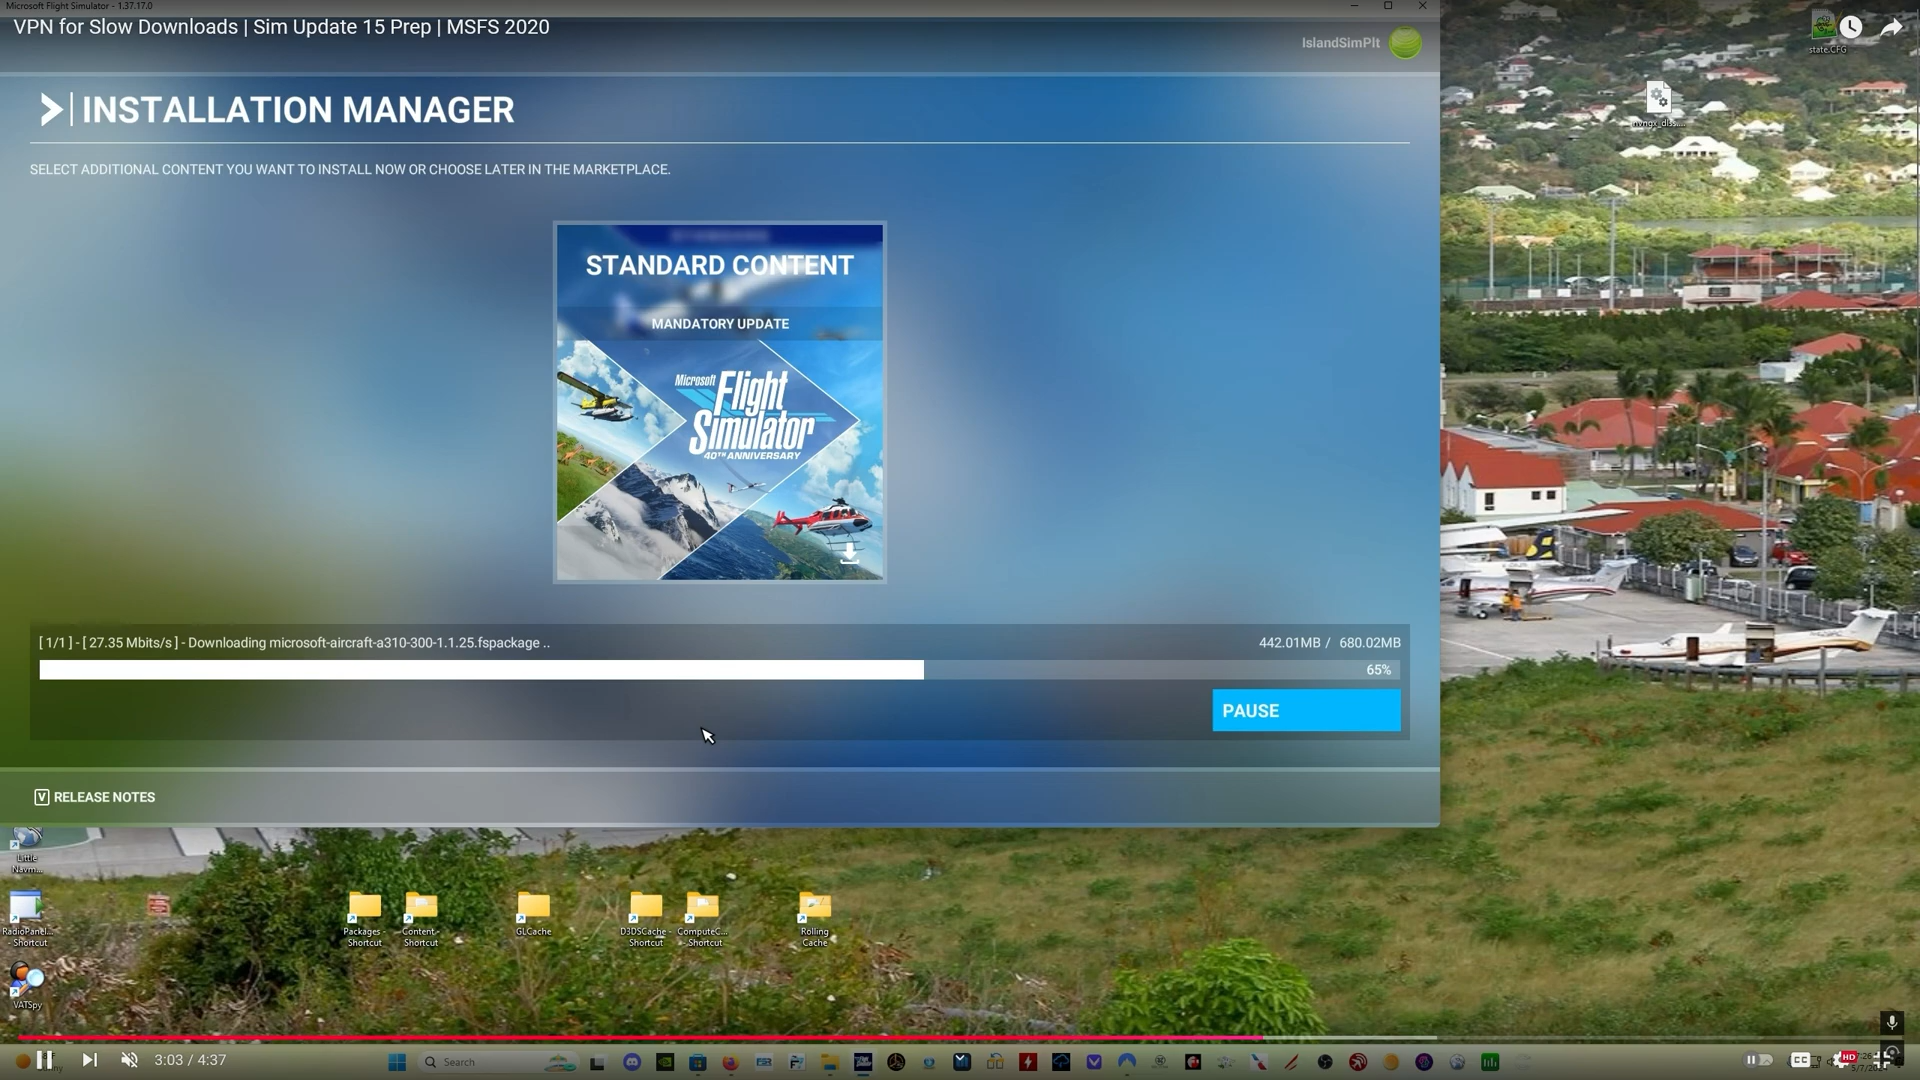 Microsoft Flight Simulator - 1.37.17.0
VPN for Slow Downloads | Sim Update 15 Prep | MSFS 2020
IslandSimPlt
state.CFG
INSTALLATION MANAGER
SELECT ADDITIONAL CONTENT YOU WANT TO INSTALL NOW OR CHOOSE LATER IN THE MARKETPLACE.
STANDARD CONTENT
MANDATORY UPDATE
Microsoft
Flight
Simulator
40TH ANNIVERSARY
[ 1/1 ] - [ 27.35 Mbits/s ] - Downloading microsoft-aircraft-a310-300-1.1.25.fspackage ..
442.01MB / 680.02MB
65%
PAUSE
V RELEASE NOTES
Little
Navm...
RadioPanel...
- Shortcut
Packages -
Shortcut
Content -
Shortcut
GLCache
D3DSCache -
Shortcut
ComputeC...
- Shortcut
Rolling
Cache
VATSpy
3:03 / 4:37
Search
CC
HD